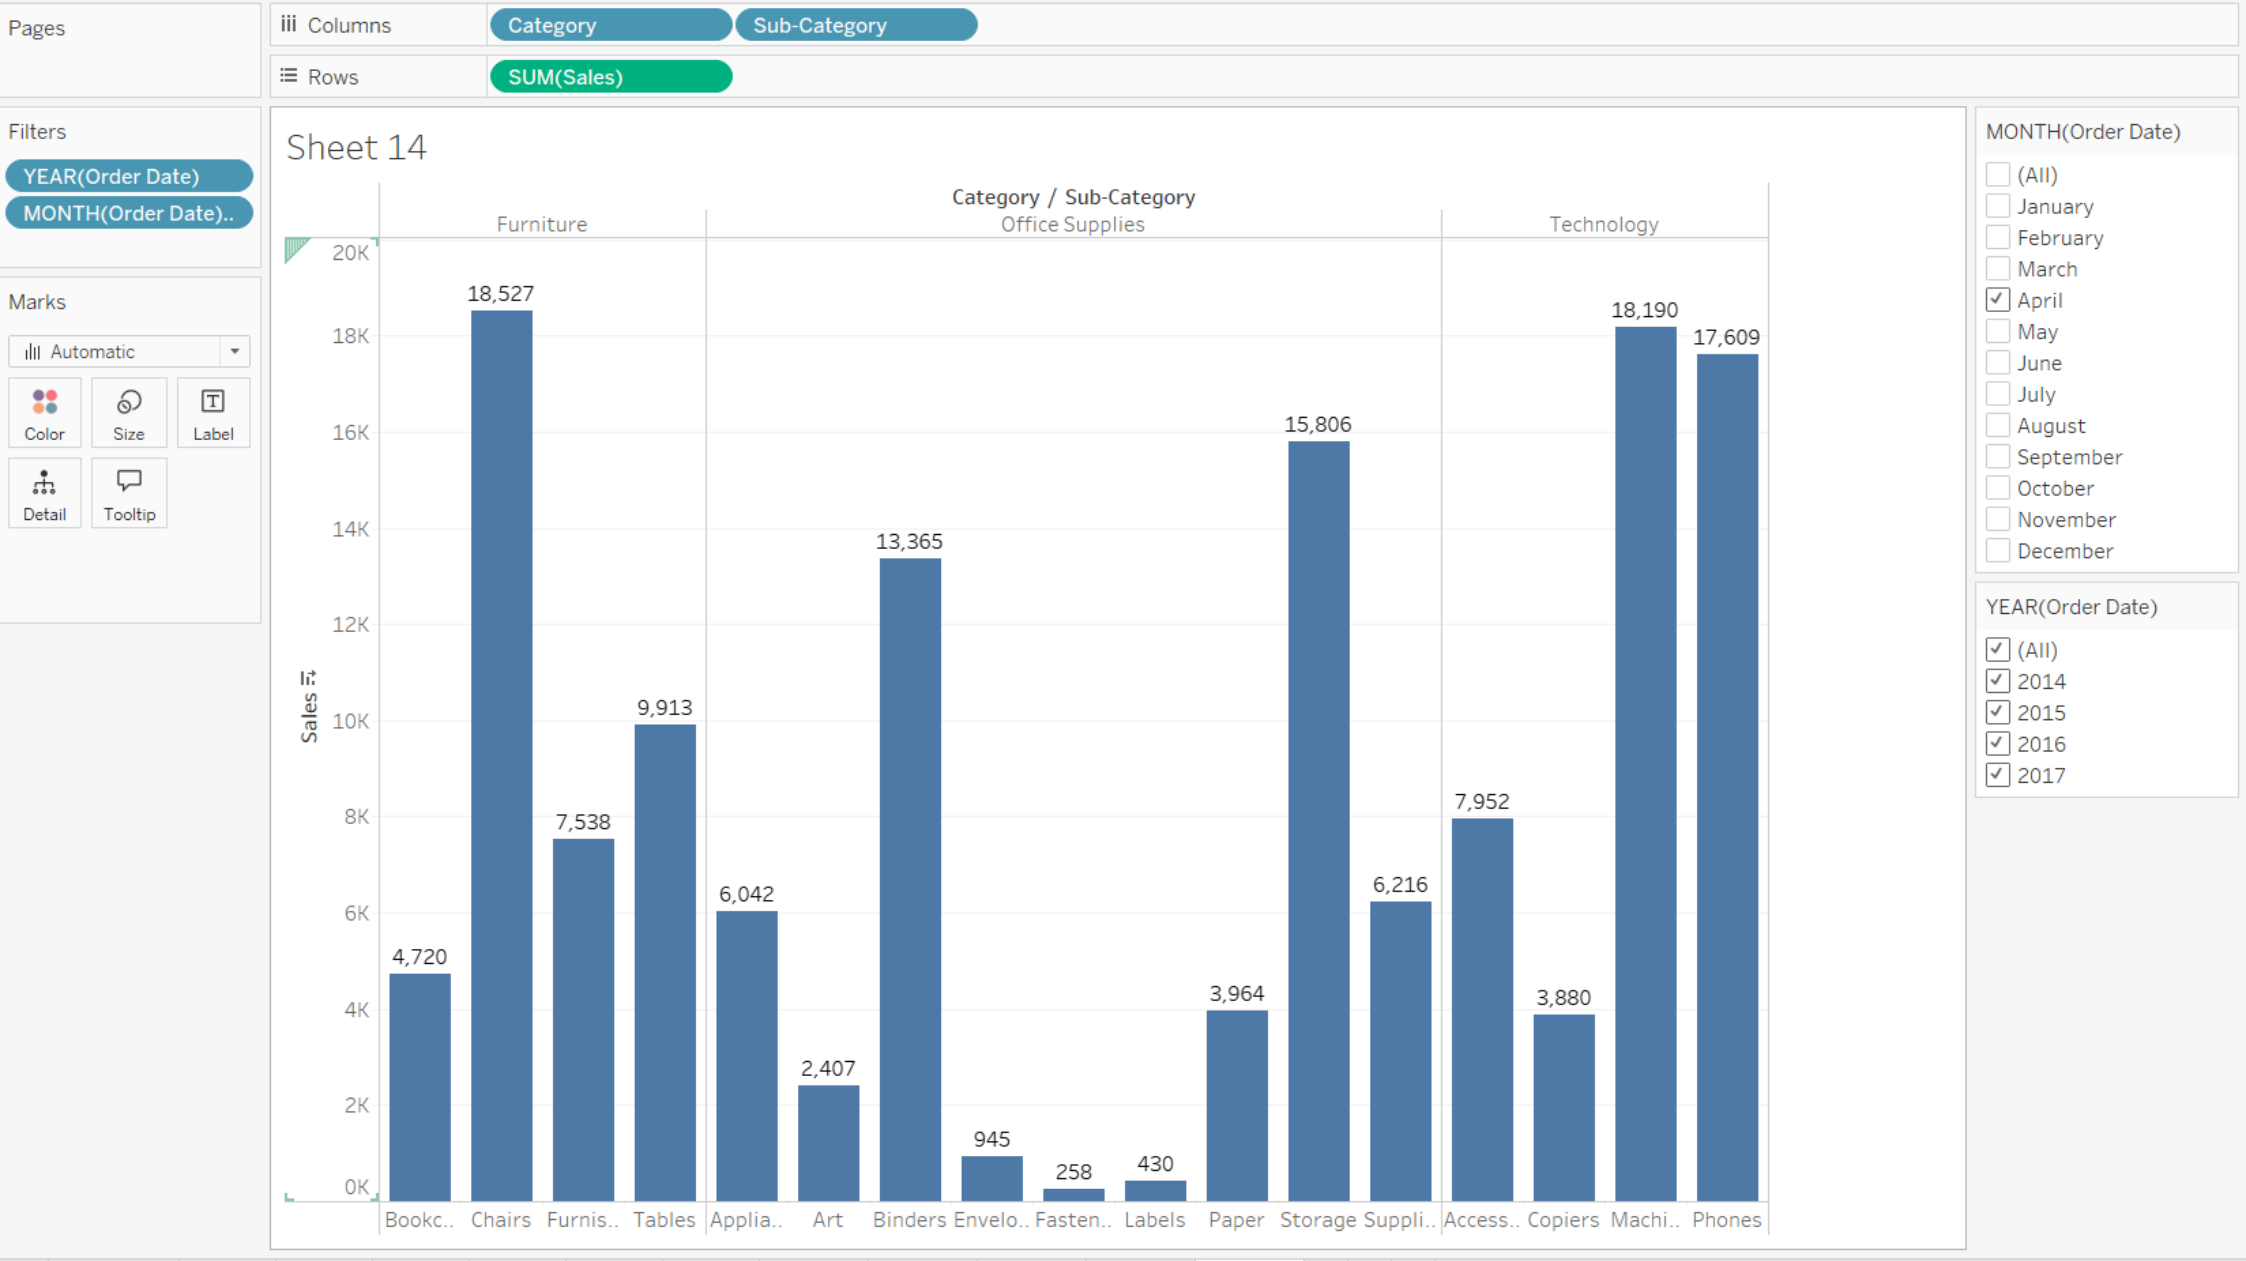 Pages
Columns
Category
Sub-Category
Rows
SUM(Sales)
Filters
YEAR(Order Date)
MONTH(Order Date)..
Marks
Automatic
Color
Size
Label
Detail
Tooltip
Sheet 14
Category / Sub-Category
Furniture
Office Supplies
Technology
Sales
20K
18K
16K
14K
12K
10K
8K
6K
4K
2K
0K
4,720
18,527
7,538
9,913
6,042
2,407
13,365
945
258
430
3,964
15,806
6,216
7,952
3,880
18,190
17,609
Bookc..
Chairs
Furnis..
Tables
Applia..
Art
Binders
Envelo..
Fasten..
Labels
Paper
Storage
Suppli..
Access..
Copiers
Machi..
Phones
MONTH(Order Date)
(All)
January
February
March
April
May
June
July
August
September
October
November
December
YEAR(Order Date)
(All)
2014
2015
2016
2017